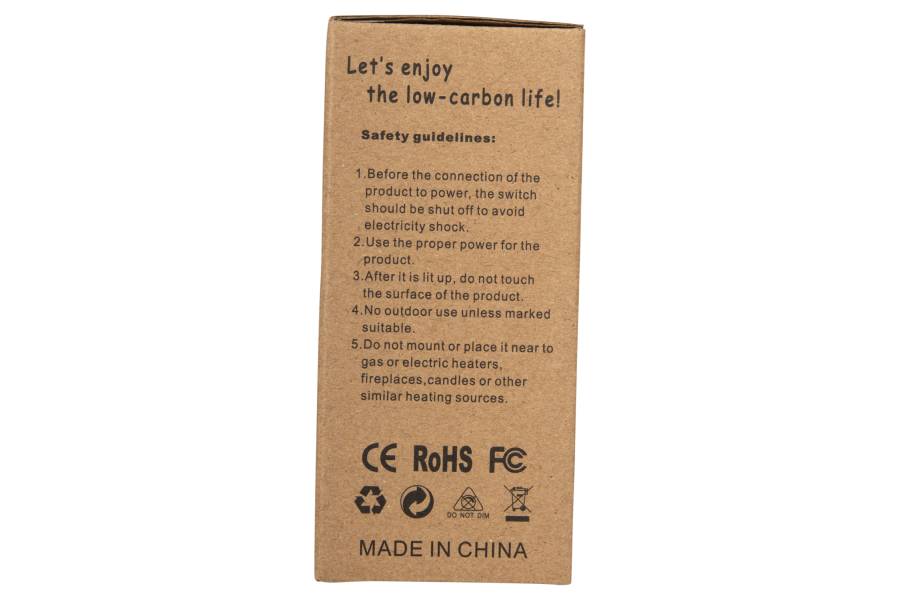 Let's enjoy
the low-carbon life!
Safety guidelines:
1.Before the connection of the
product to power, the switch
should be shut off to avoid
electricity shock.
2.Use the proper power for the
product.
3.After it is lit up, do not touch
the surface of the product.
4.No outdoor use unless marked
suitable.
5.Do not mount or place it near to
gas or electric heaters,
fireplaces,candles or other
similar heating sources.
CE RoHS FC
DO NOT DIM
MADE IN CHINA